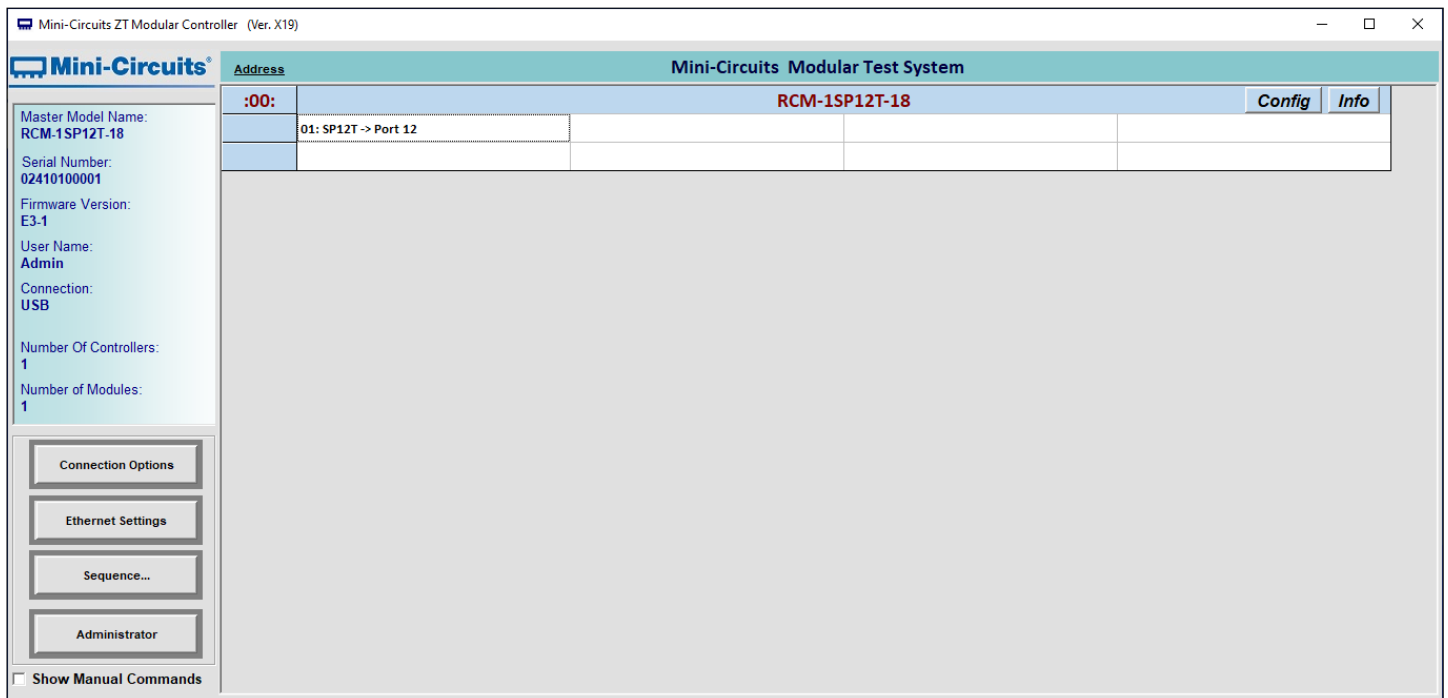 Mini-Circuits ZT Modular Controller (Ver. X19)
Mini-Circuits®
Address
Mini-Circuits Modular Test System
:00:
RCM-1SP12T-18
Config
Info
01: SP12T -> Port 12
Master Model Name:
RCM-1SP12T-18
Serial Number:
02410100001
Firmware Version:
E3-1
User Name:
Admin
Connection:
USB
Number Of Controllers:
1
Number of Modules:
1
Connection Options
Ethernet Settings
Sequence...
Administrator
Show Manual Commands